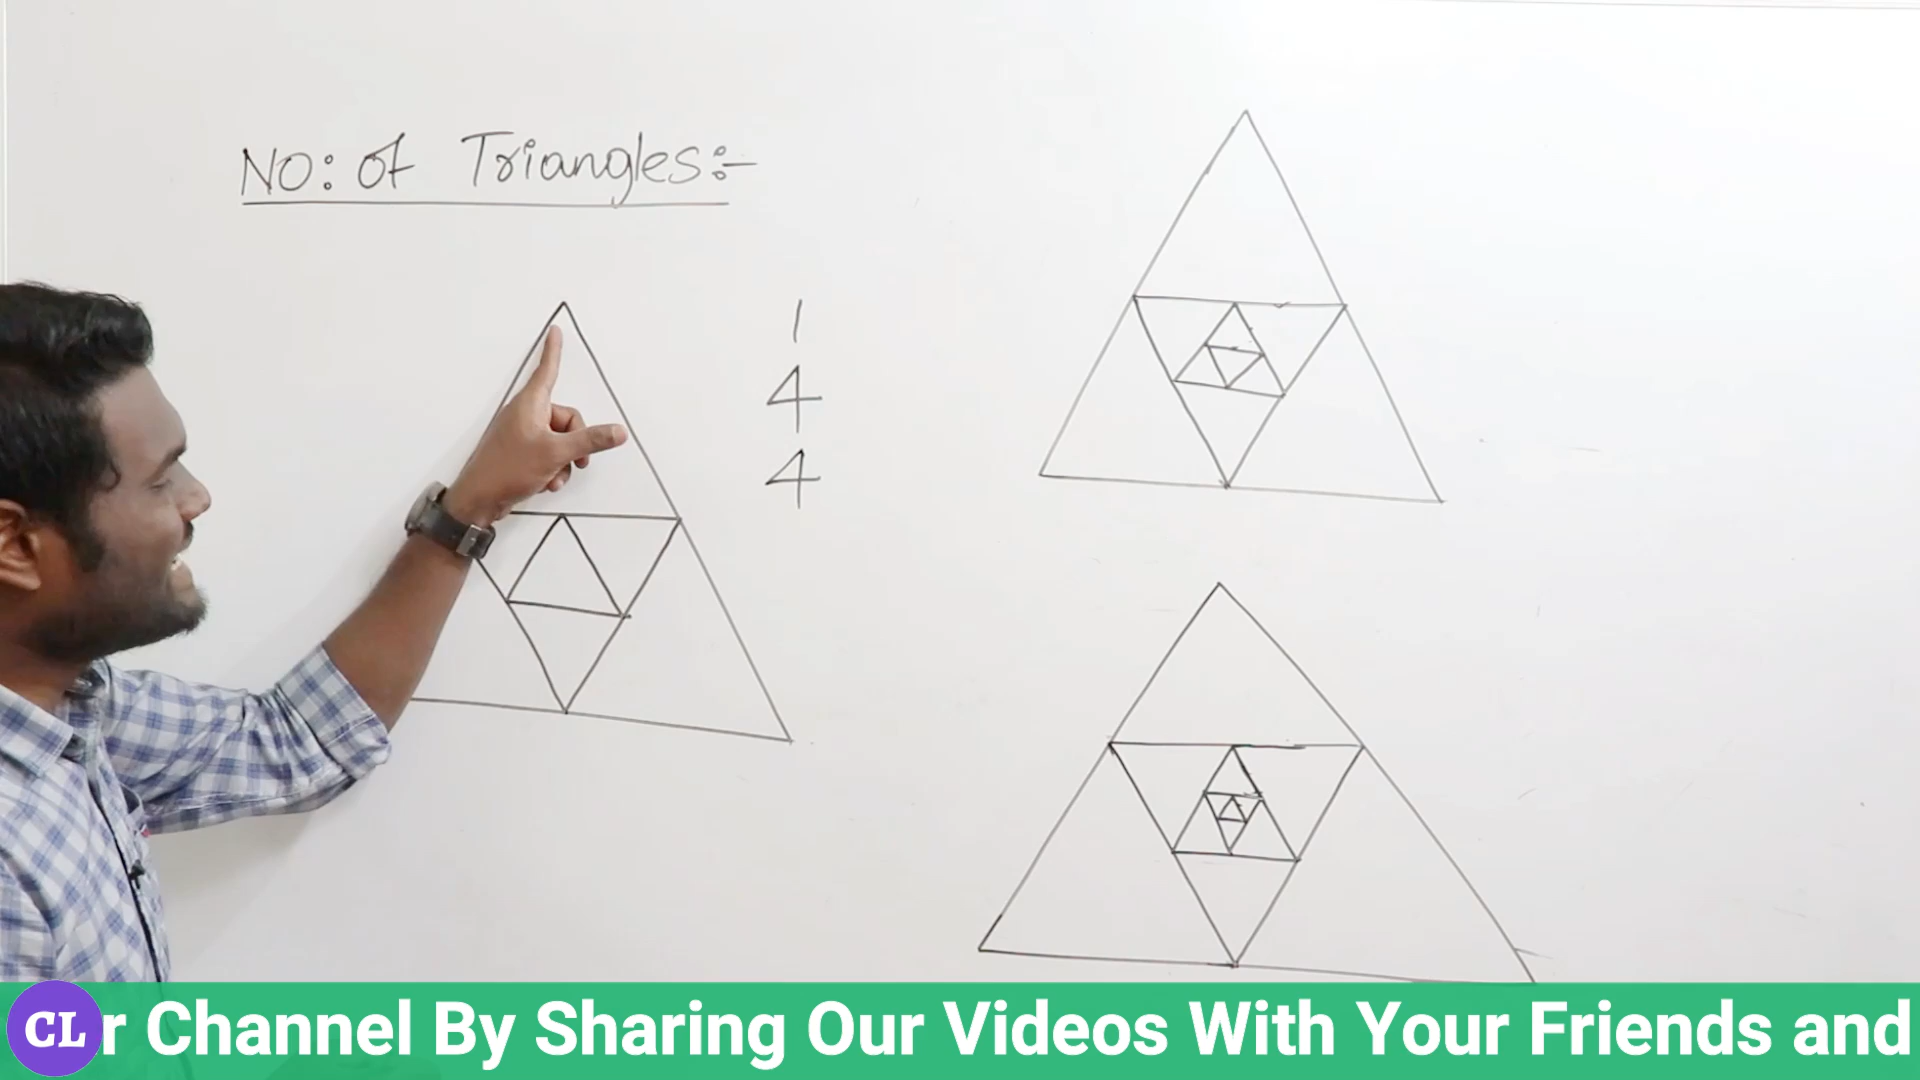 NO: of Triangles:-
1
4
4
CL r Channel By Sharing Our Videos With Your Friends and